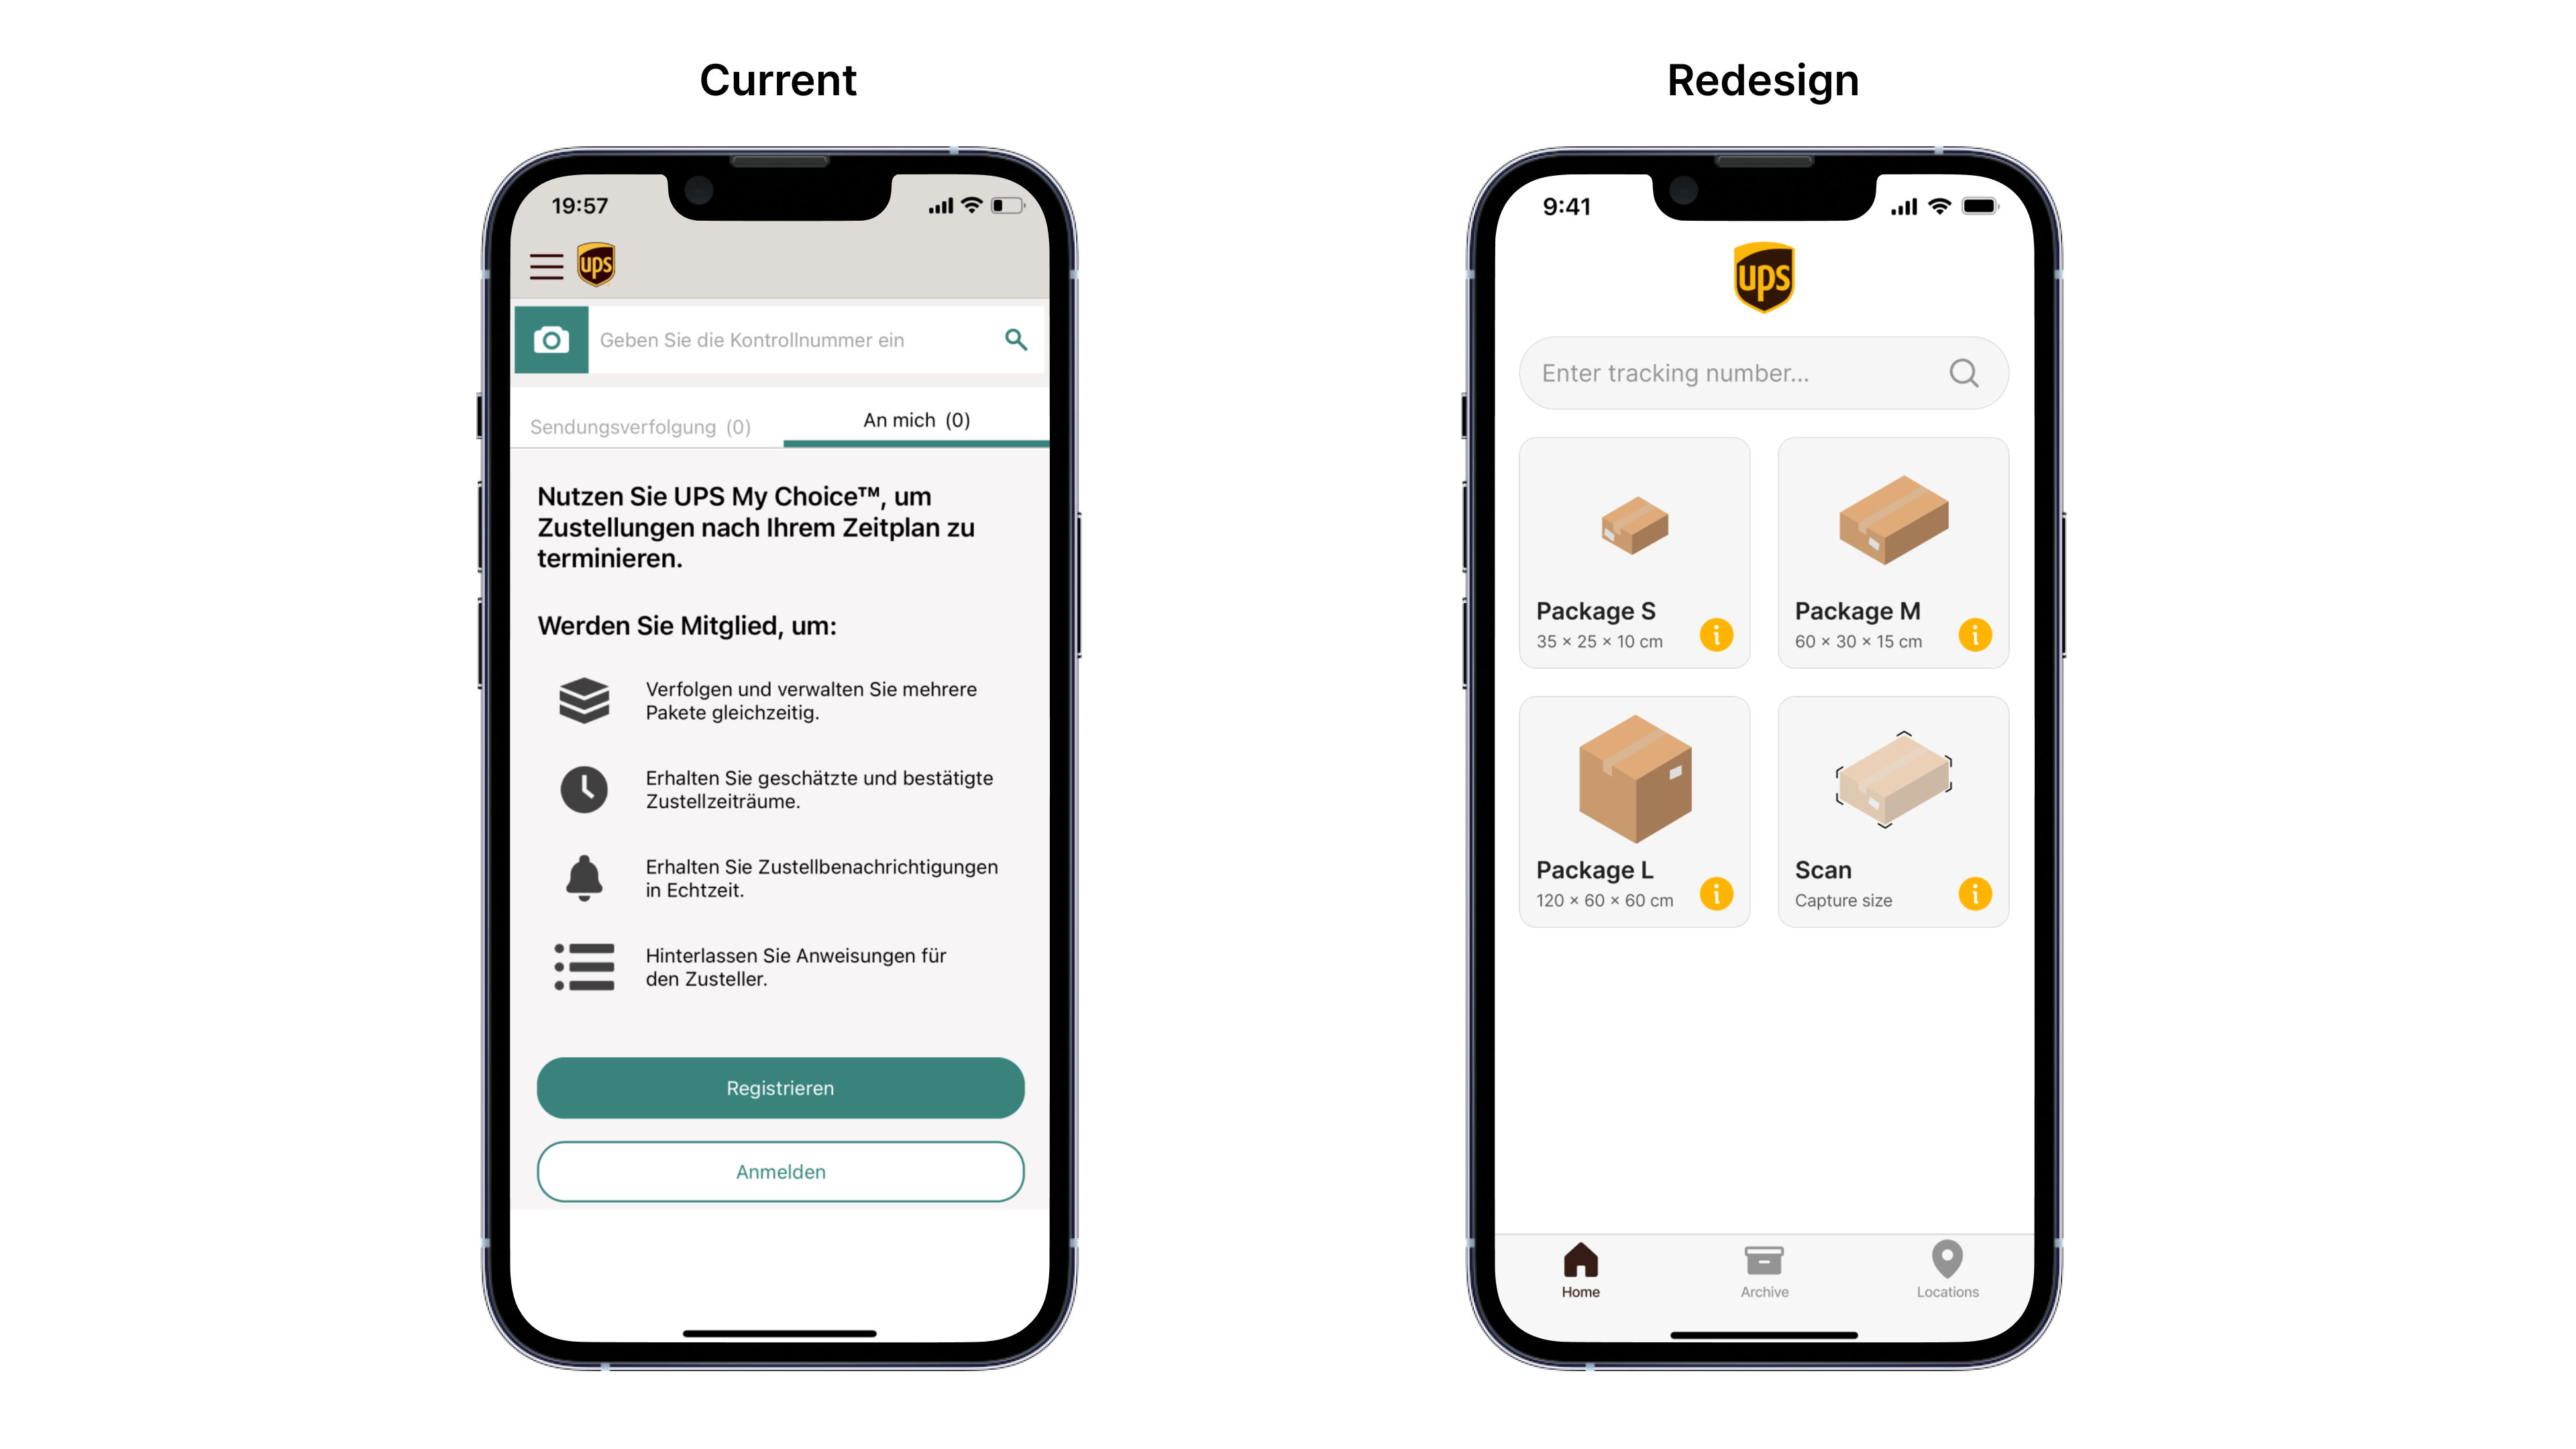 Current
19:57
ups
Geben Sie die Kontrollnummer ein
Sendungsverfolgung (0)
An mich (0)
Nutzen Sie UPS My Choice™, um
Zustellungen nach Ihrem Zeitplan zu
terminieren.
Werden Sie Mitglied, um:
Verfolgen und verwalten Sie mehrere
Pakete gleichzeitig.
Erhalten Sie geschätzte und bestätigte
Zustellzeiträume.
Erhalten Sie Zustellbenachrichtigungen
in Echtzeit.
Hinterlassen Sie Anweisungen für
den Zusteller.
Registrieren
Anmelden
Redesign
9:41
ups
Enter tracking number...
Package S
35 × 25 × 10 cm
i
Package M
60 × 30 × 15 cm
i
Package L
120 × 60 × 60 cm
i
Scan
Capture size
i
Home
Archive
Locations